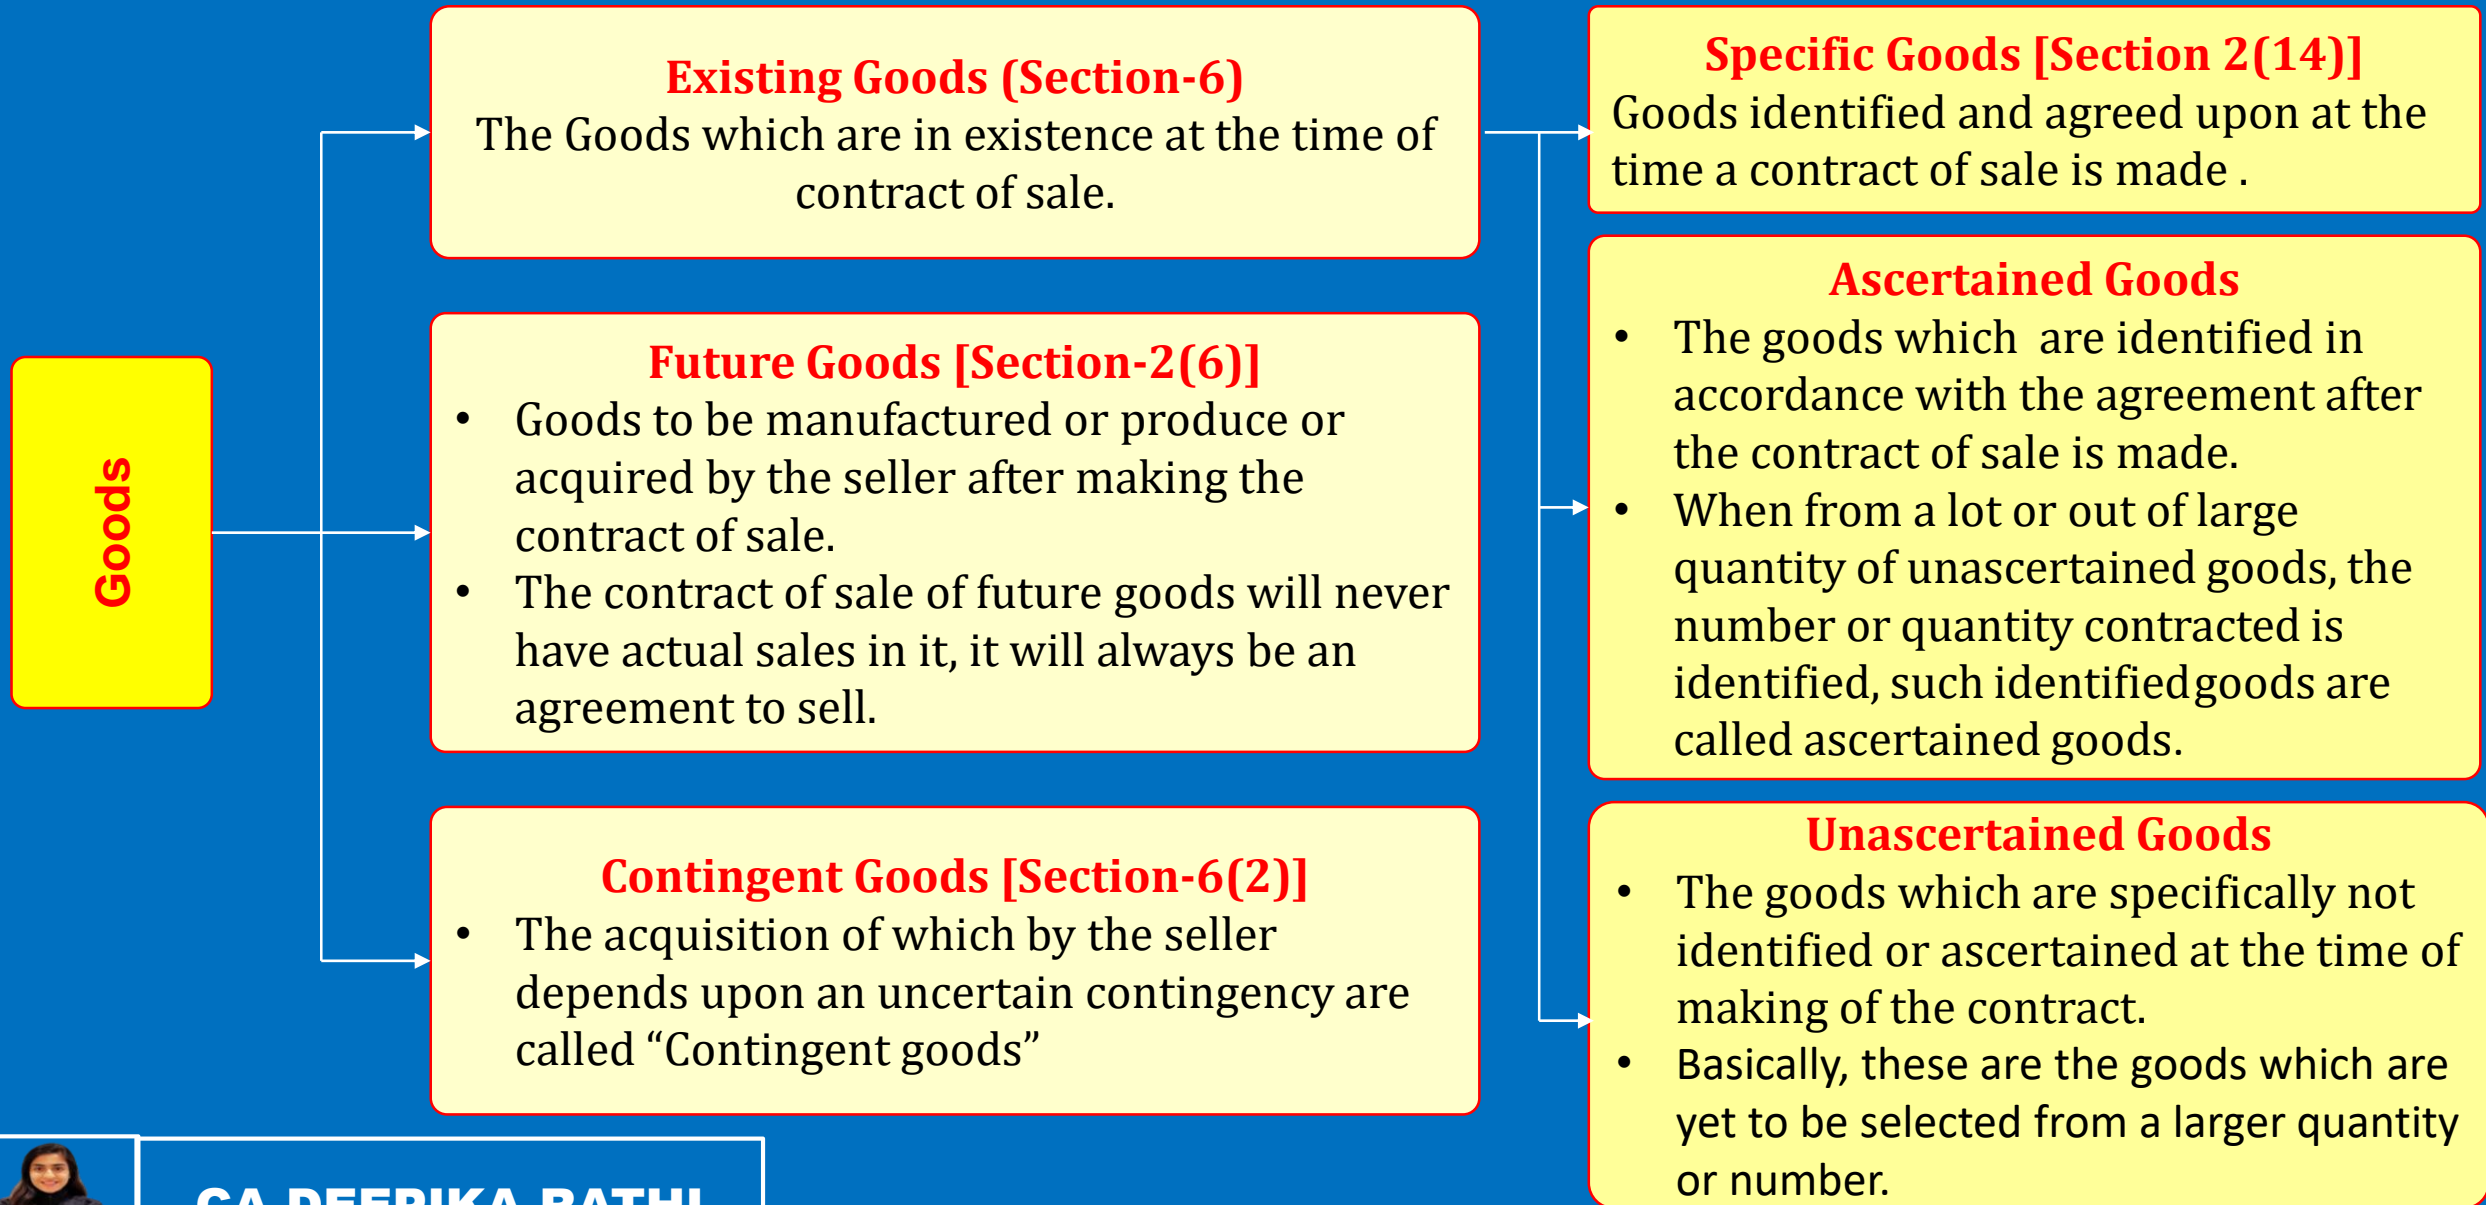 Goods
Existing Goods (Section-6)
The Goods which are in existence at the time of
contract of sale.
Future Goods [Section-2(6)]
• Goods to be manufactured or produce or
acquired by the seller after making the
contract of sale.
• The contract of sale of future goods will never
have actual sales in it, it will always be an
agreement to sell.
Contingent Goods [Section-6(2)]
• The acquisition of which by the seller
depends upon an uncertain contingency are
called “Contingent goods”
Specific Goods [Section 2(14)]
Goods identified and agreed upon at the
time a contract of sale is made .
Ascertained Goods
• The goods which are identified in
accordance with the agreement after
the contract of sale is made.
• When from a lot or out of large
quantity of unascertained goods, the
number or quantity contracted is
identified, such identified goods are
called ascertained goods.
Unascertained Goods
• The goods which are specifically not
identified or ascertained at the time of
making of the contract.
• Basically, these are the goods which are
yet to be selected from a larger quantity
or number.
CA DEEPIKA RATHI